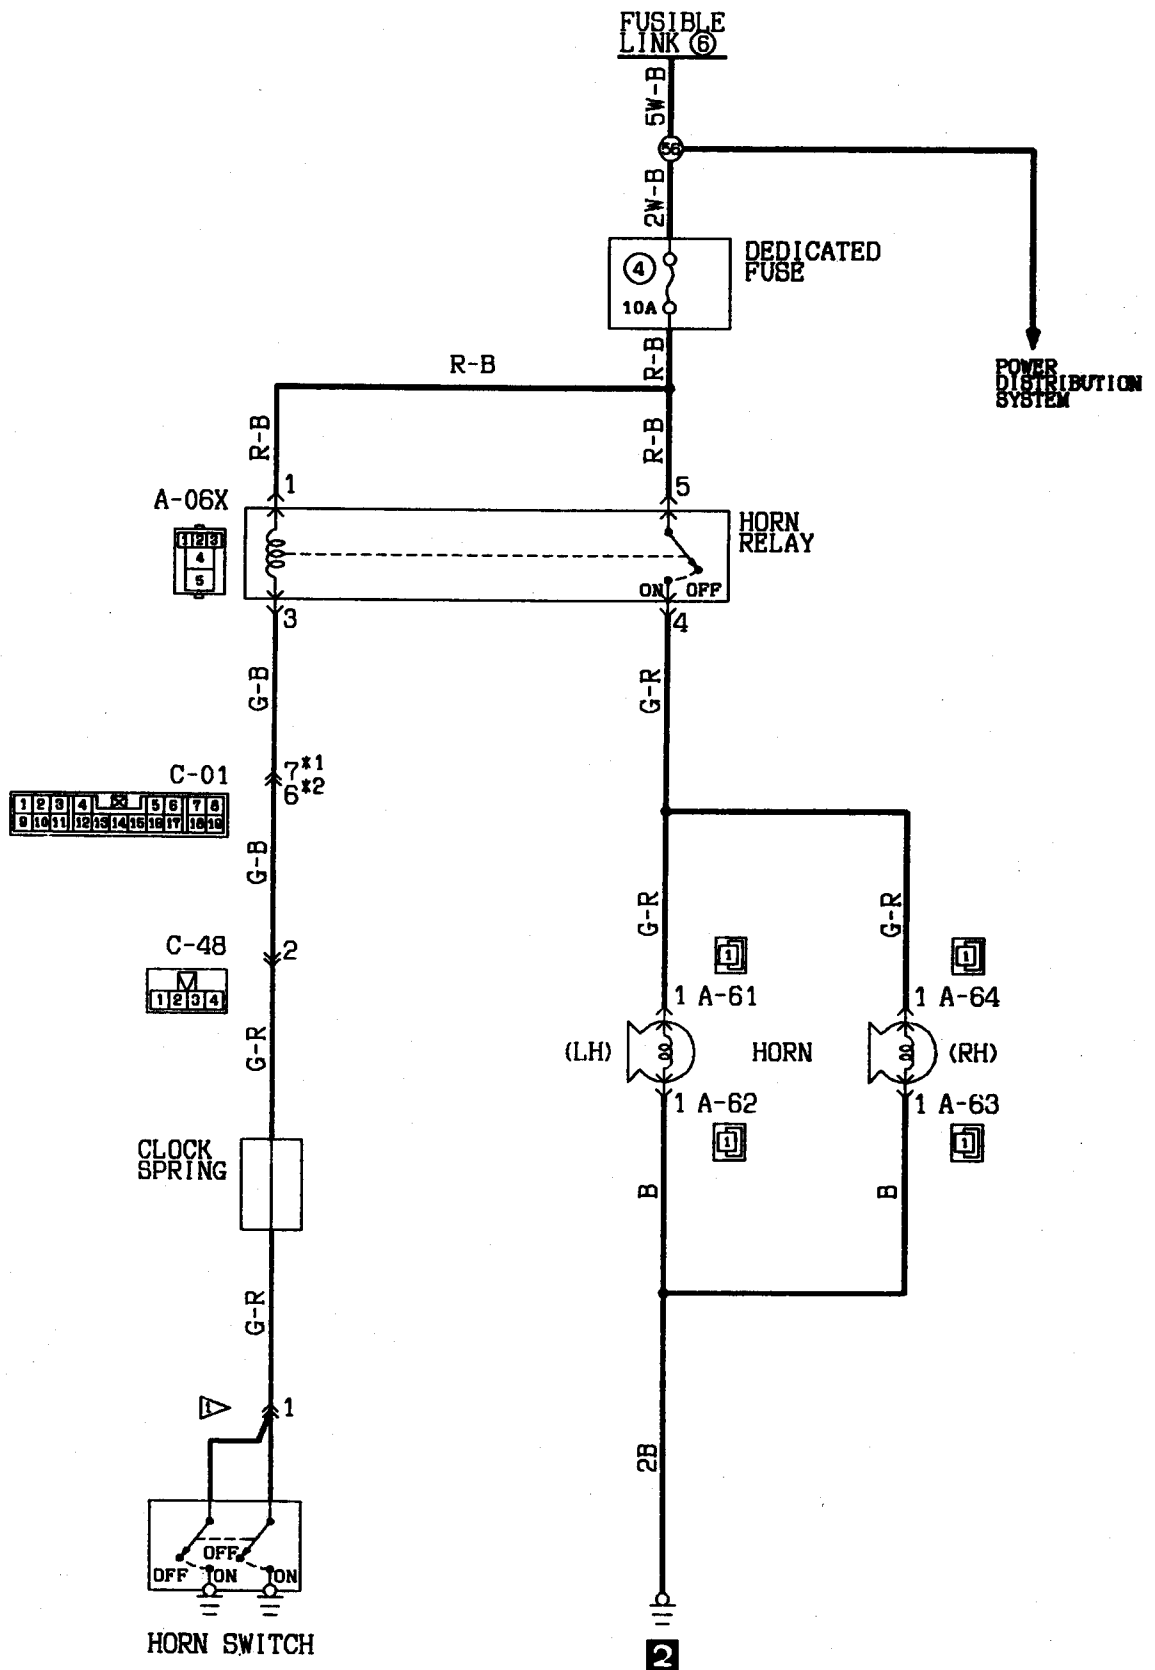 FUSIBLE
LINK 6
5W-B
56
2W-B
DEDICATED
FUSE
4
10A
R-B
R-B
POWER
DISTRIBUTION
SYSTEM
R-B
R-B
A-06X
1
5
HORN
RELAY
1 2 3
4
5
ON OFF
3
4
G-B
G-R
C-01
7*1
6*2
1 2 3 4 5 6 7 8
9 10 11 12 13 14 15 16 17 18 19
G-B
G-R
G-R
C-48
2
1 2 3 4
1
1
1 A-61
1 A-64
G-R
(LH)
HORN
(RH)
1 A-62
1 A-63
1
1
CLOCK
SPRING
B
B
G-R
1
1
2B
OFF
OFF ON ON
HORN SWITCH
2